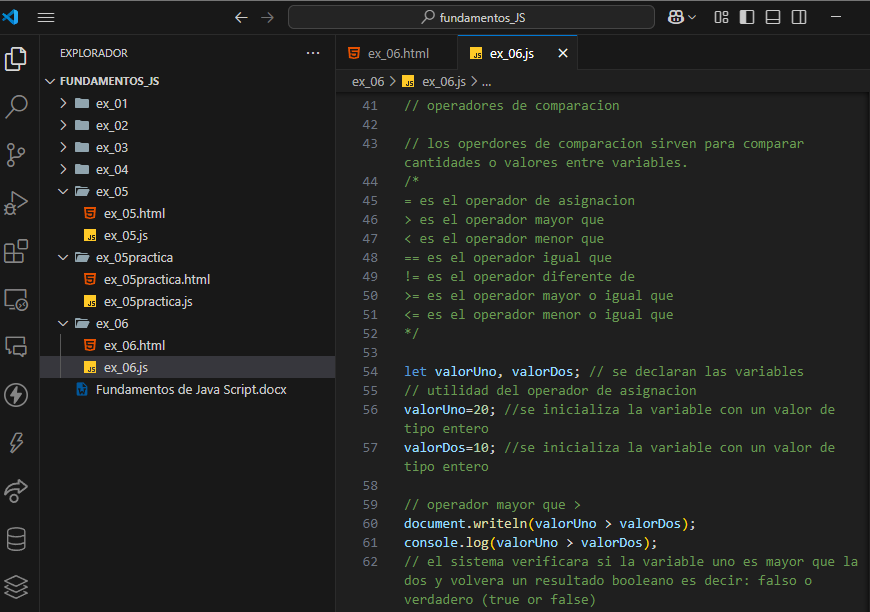 fundamentos_JS
EXPLORADOR
FUNDAMENTOS_JS
ex_01
ex_02
ex_03
ex_04
ex_05
ex_05.html
ex_05.js
ex_05practica
ex_05practica.html
ex_05practica.js
ex_06
ex_06.html
ex_06.js
Fundamentos de Java Script.docx
ex_06.html
ex_06.js
ex_06 > ex_06.js > ...
41 // operadores de comparacion
42
43 // los operdores de comparacion sirven para comparar
cantidades o valores entre variables.
44 /*
45 = es el operador de asignacion
46 > es el operador mayor que
47 < es el operador menor que
48 == es el operador igual que
49 != es el operador diferente de
50 >= es el operador mayor o igual que
51 <= es el operador menor o igual que
52 */
53
54 let valorUno, valorDos; // se declaran las variables
55 // utilidad del operador de asignacion
56 valorUno=20; //se inicializa la variable con un valor de
tipo entero
57 valorDos=10; //se inicializa la variable con un valor de
tipo entero
58
59 // operador mayor que >
60 document.writeln(valorUno > valorDos);
61 console.log(valorUno > valorDos);
62 // el sistema verificara si la variable uno es mayor que la
dos y volvera un resultado booleano es decir: falso o
verdadero (true or false)